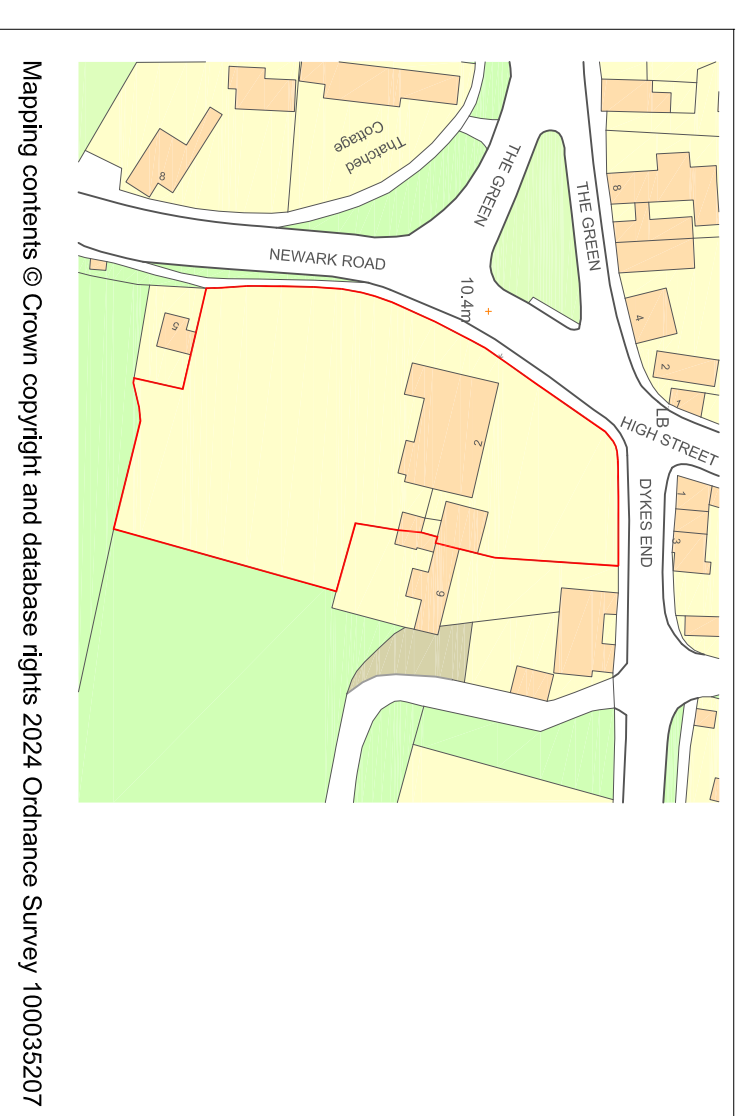 Mapping contents © Crown copyright and database rights 2024 Ordnance Survey 100035207
Thatched
Cottage
8
THE GREEN
THE GREEN
8
NEWARK ROAD
10.4m
5
4
2
1
LB
HIGH STREET
2
DYKES END
1
3
9